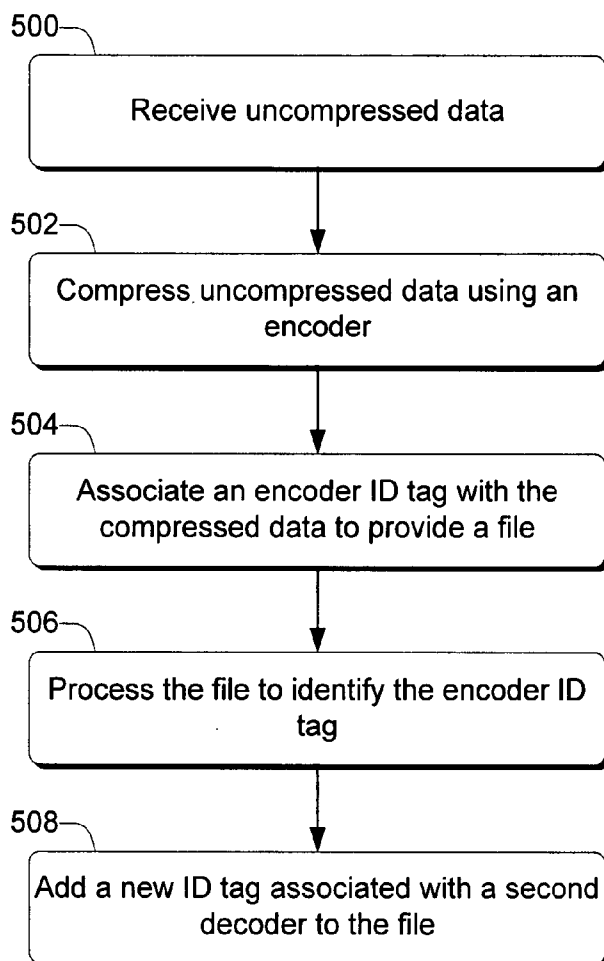 500
Receive uncompressed data
502
Compress uncompressed data using an
encoder
504
Associate an encoder ID tag with the
compressed data to provide a file
506
Process the file to identify the encoder ID
tag
508
Add a new ID tag associated with a second
decoder to the file